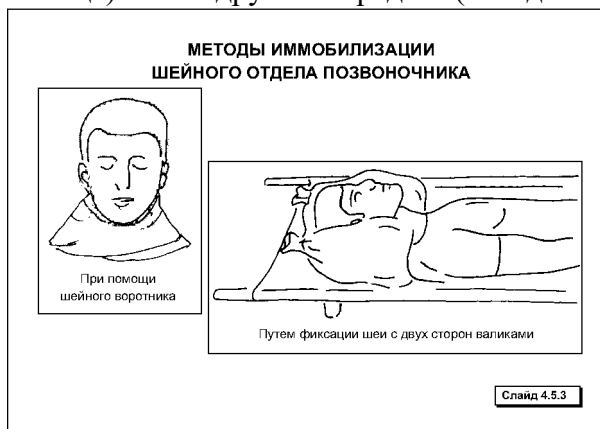 МЕТОДЫ ИММОБИЛИЗАЦИИ
ШЕЙНОГО ОТДЕЛА ПОЗВОНОЧНИКА
При помощи
шейного воротника
Путем фиксации шеи с двух сторон валиками
Слайд 4.5.3